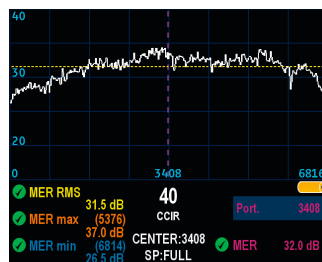 40
30
20
0 3408 6816
MER RMS
31.5 dB
MER max (5376)
37.0 dB
MER min (6814)
26.5 dB
40
CCIR
CENTER:3408
SP:FULL
Port. 3408
MER 32.0 dB